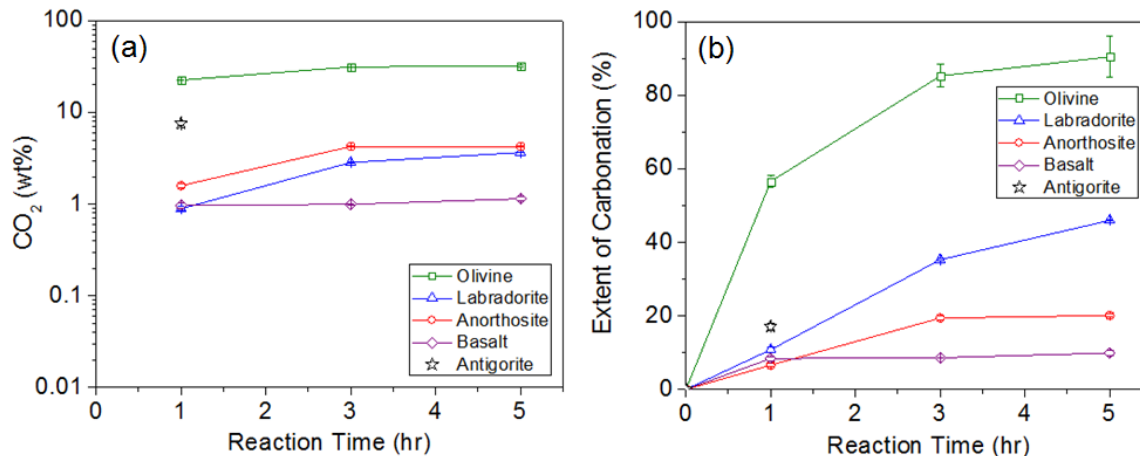 (a)
CO₂ (wt%)
100
10
1
0.1
0.01
0 1 2 3 4 5
Reaction Time (hr)
Olivine
Labradorite
Anorthosite
Basalt
Antigorite
(b)
Extent of Carbonation (%)
100
80
60
40
20
0
0 1 2 3 4 5
Reaction Time (hr)
Olivine
Labradorite
Anorthosite
Basalt
Antigorite